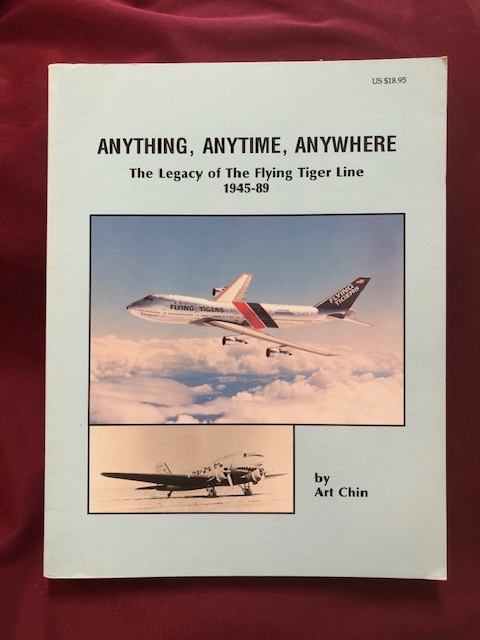 US $18.95
ANYTHING, ANYTIME, ANYWHERE
The Legacy of The Flying Tiger Line
1945-89
FLYING TIGERS
FLYING
TIGERS
by
Art Chin